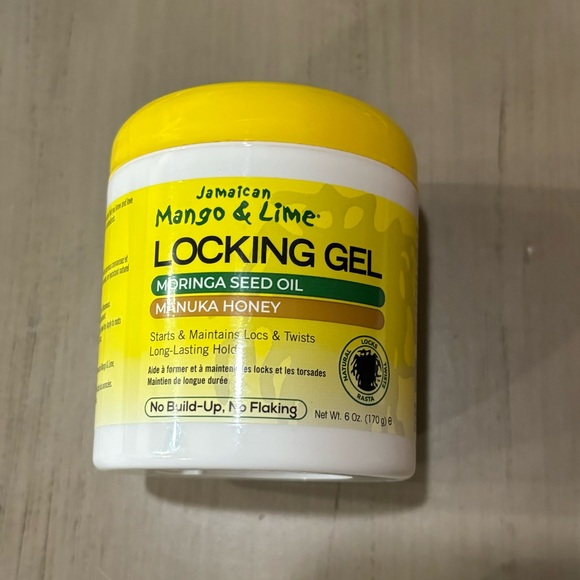 Jamaican
Mango & Lime
LOCKING GEL
MORINGA SEED OIL
MANUKA HONEY
Starts & Maintains Locs & Twists
Long-Lasting Hold
Aide à former et à maintenir les locks et les torsades
Maintien de longue durée
NATURAL LOCKS TWISTS RASTA
No Build-Up, No Flaking
Net Wt. 6 Oz. (170 g) e